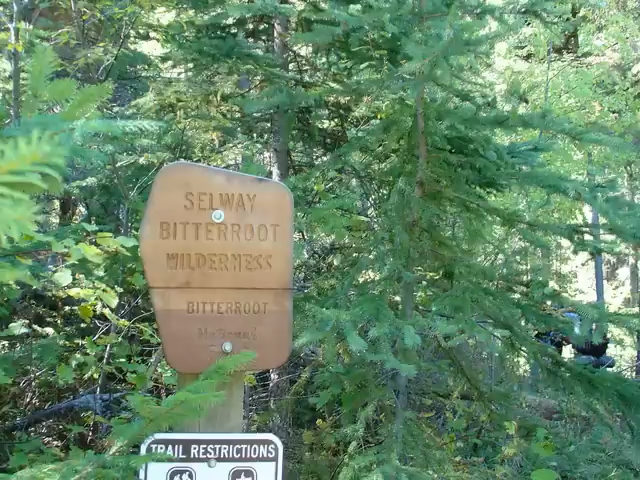 SELWAY
BITTERROOT
WILDERNESS
BITTERROOT
TRAIL RESTRICTIONS